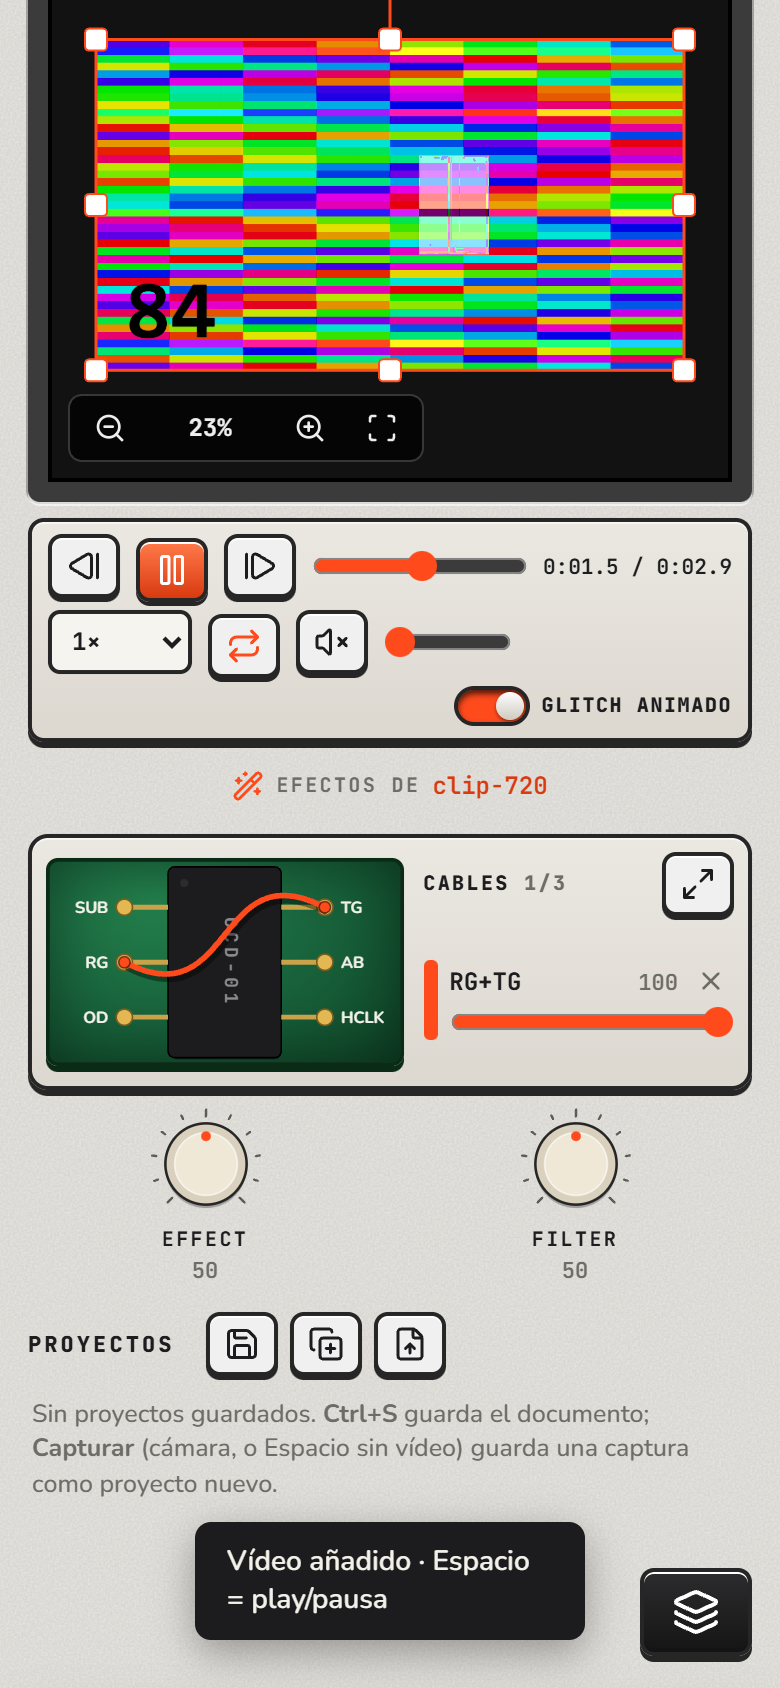 84
23%
0:01.5 / 0:02.9
1×
GLITCH ANIMADO
EFECTOS DE clip-720
CABLES 1/3
SUB
TG
RG
AB
OD
HCLK
CCD-01
RG+TG 100
EFFECT
50
FILTER
50
PROYECTOS
Sin proyectos guardados. Ctrl+S guarda el documento;
Capturar (cámara, o Espacio sin vídeo) guarda una captura
como proyecto nuevo.
Vídeo añadido · Espacio
= play/pausa